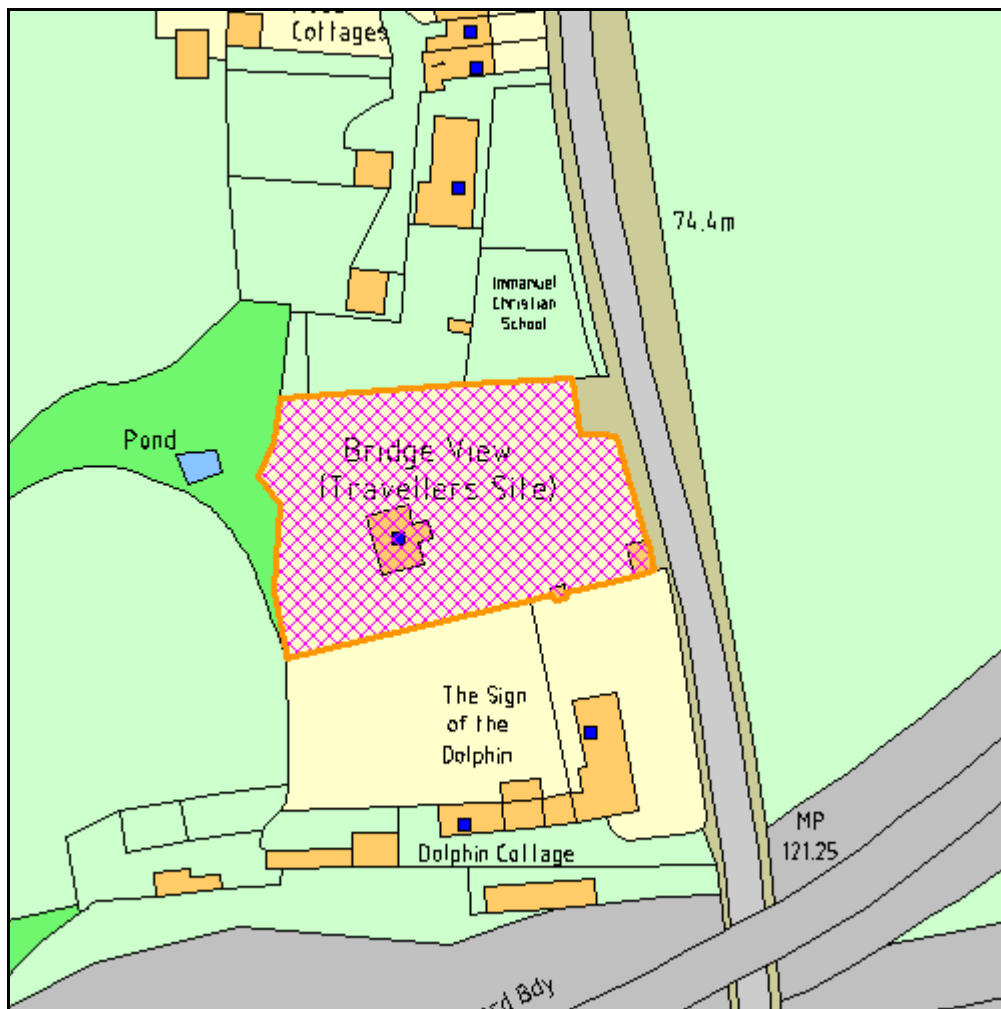 Cottages
74.4m
Immanuel
Christian
School
Pond
Bridge View
(Travellers Site)
The Sign
of the
Dolphin
MP
121.25
Dolphin Collage
Bdy